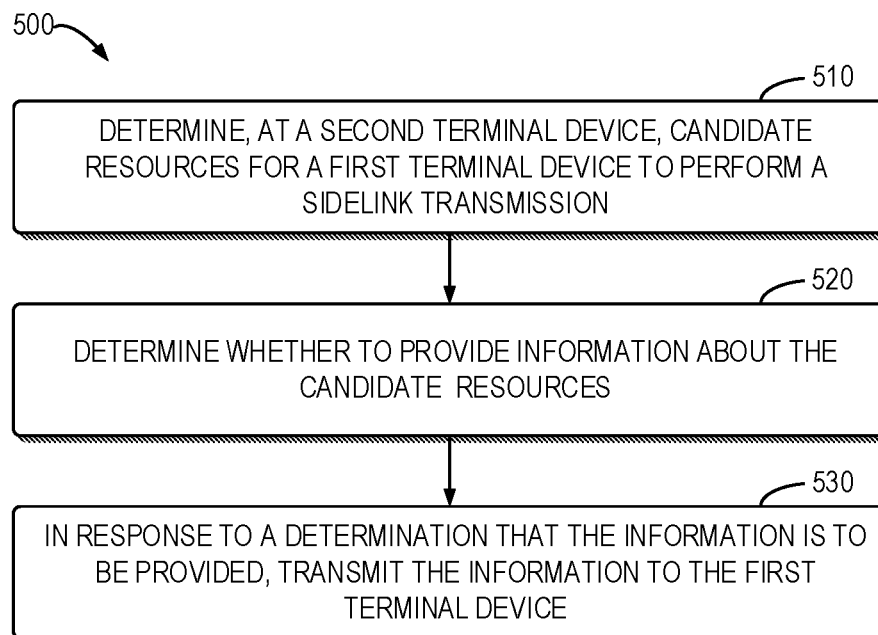 500
510
DETERMINE, AT A SECOND TERMINAL DEVICE, CANDIDATE
RESOURCES FOR A FIRST TERMINAL DEVICE TO PERFORM A
SIDELINK TRANSMISSION
520
DETERMINE WHETHER TO PROVIDE INFORMATION ABOUT THE
CANDIDATE RESOURCES
530
IN RESPONSE TO A DETERMINATION THAT THE INFORMATION IS TO
BE PROVIDED, TRANSMIT THE INFORMATION TO THE FIRST
TERMINAL DEVICE